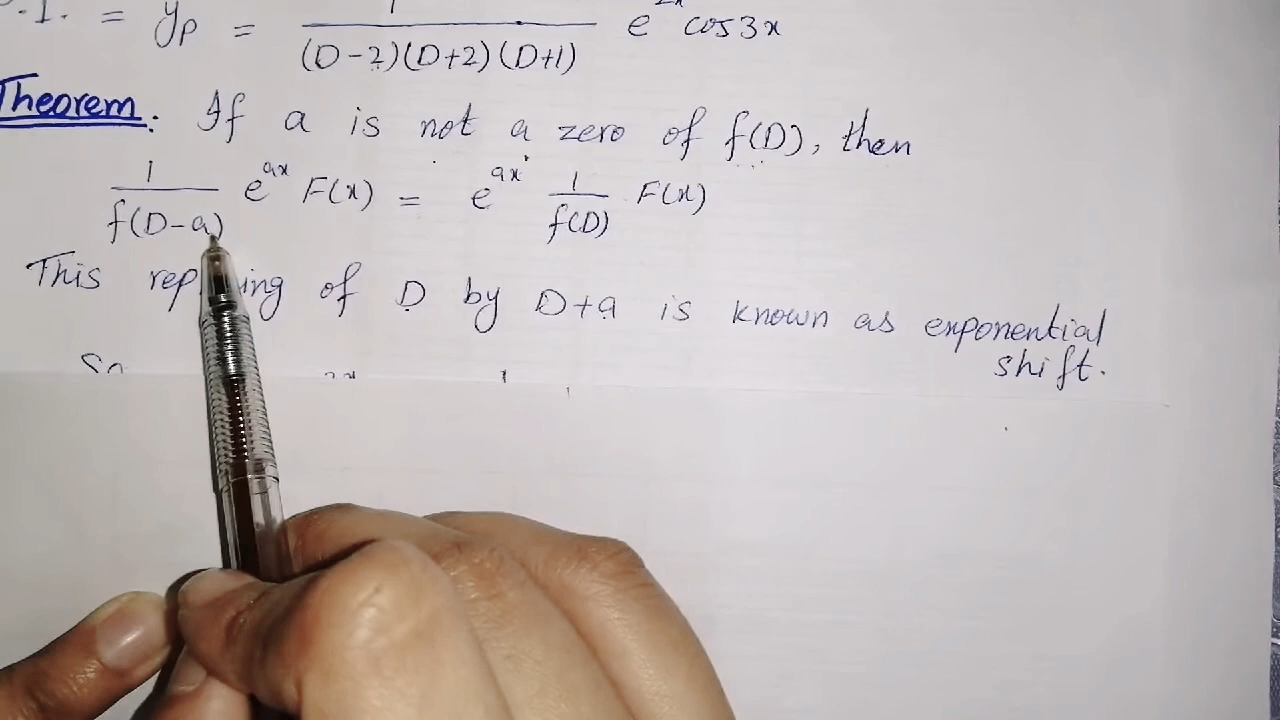 = yp = 1/((D-2)(D+2)(D+1)) e^2x cos3x
Theorem: If a is not a zero of f(D), then
1/f(D-a) e^ax F(x) = e^ax 1/f(D) F(x)
This of D by D+a is known as exponential
shift.